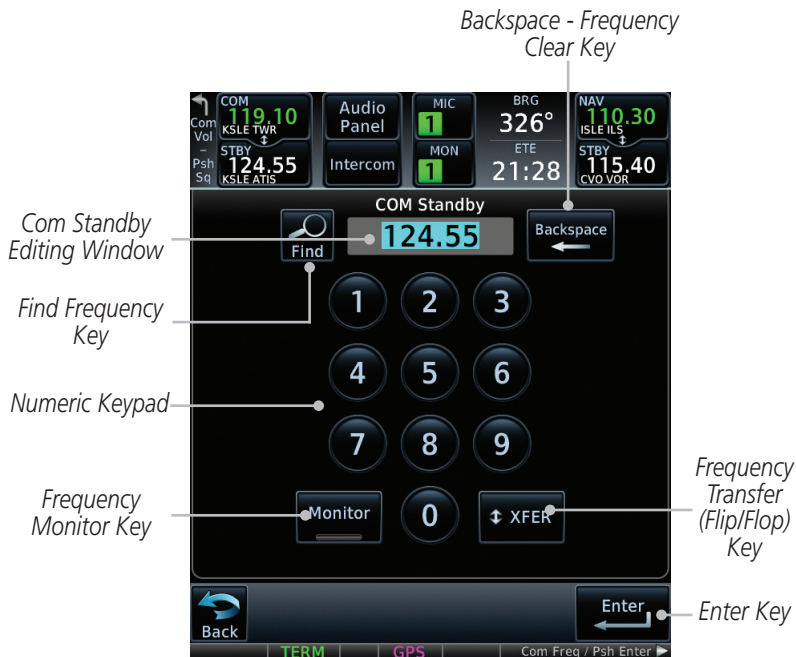 Backspace - Frequency
Clear Key
COM
119.10
KSLE TWR
STBY
124.55
KSLE ATIS
Com
Vol
–
Psh
Sq
Audio
Panel
Intercom
MIC
1
MON
1
BRG
326°
ETE
21:28
NAV
110.30
ISLE ILS
STBY
115.40
CVO VOR
COM Standby
Find
124.55
Backspace
Com Standby
Editing Window
Find Frequency
Key
1 2 3
4 5 6
Numeric Keypad
7 8 9
Frequency
Monitor Key
Monitor
0
XFER
Frequency
Transfer
(Flip/Flop)
Key
Back
Enter
Enter Key
TERM
GPS
Com Freq / Psh Enter